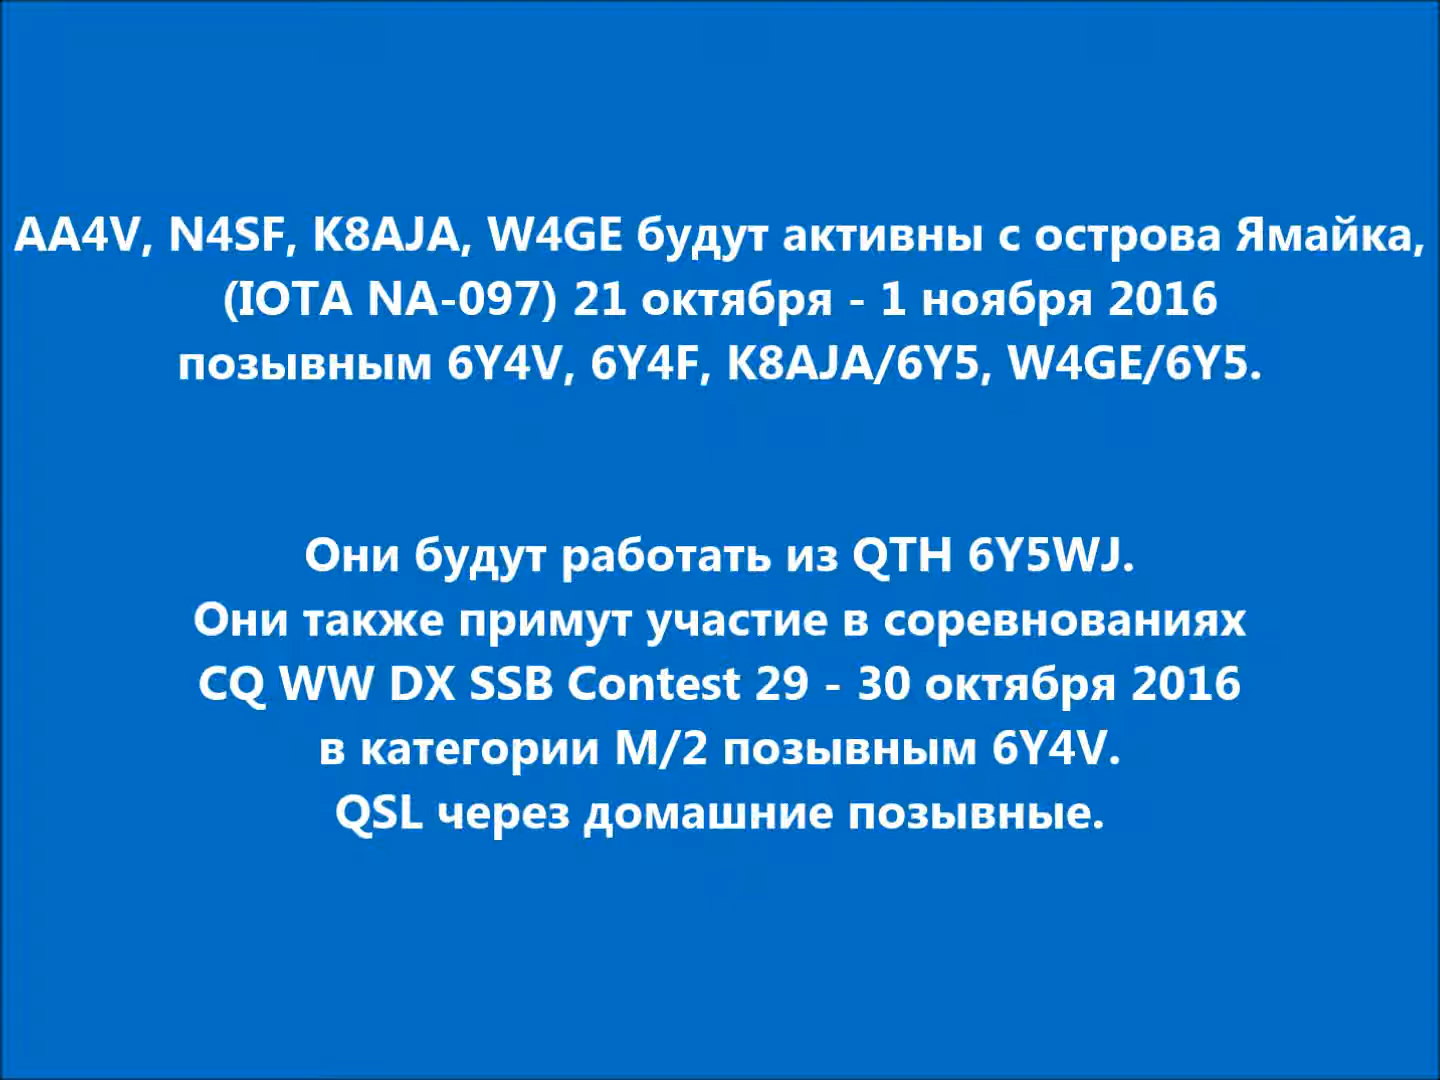 AA4V, N4SF, K8AJA, W4GE будут активны с острова Ямайка,
(IOTA NA-097) 21 октября - 1 ноября 2016
позывным 6Y4V, 6Y4F, K8AJA/6Y5, W4GE/6Y5.
Они будут работать из QTH 6Y5WJ.
Они также примут участие в соревнованиях
CQ WW DX SSB Contest 29 - 30 октября 2016
в категории M/2 позывным 6Y4V.
QSL через домашние позывные.